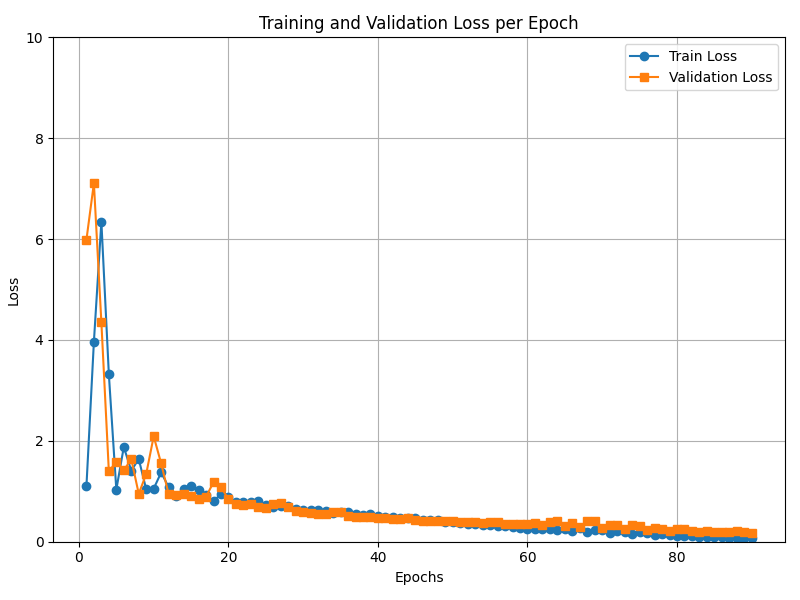 Training and Validation Loss per Epoch
Train Loss
Validation Loss
10
8
6
4
2
0
Loss
0 20 40 60 80
Epochs